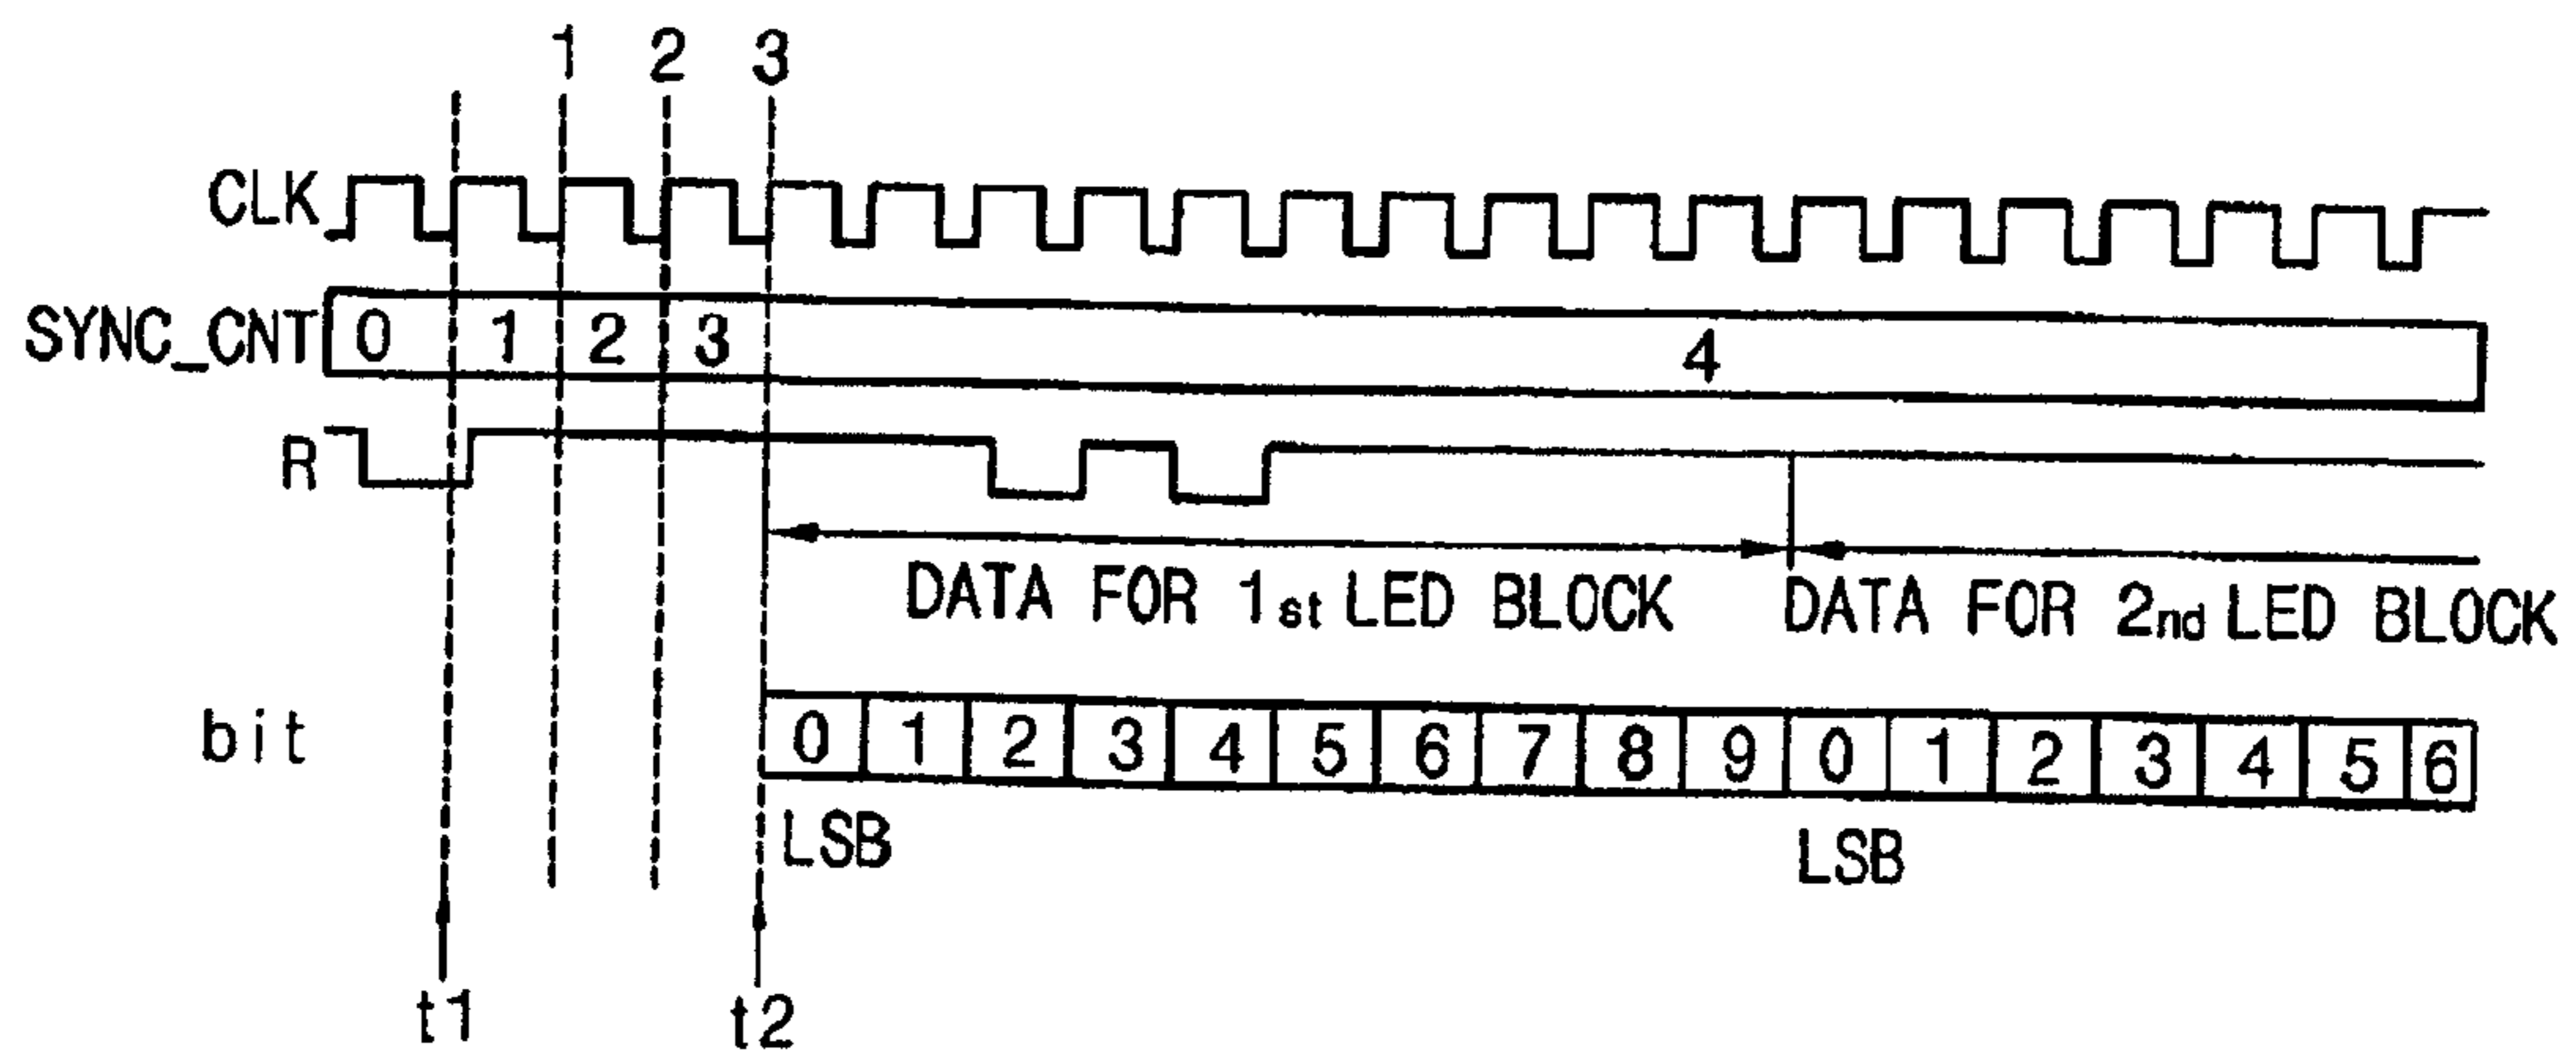 1 2 3
CLK
SYNC_CNT 0 1 2 3 4
R
DATA FOR 1st LED BLOCK DATA FOR 2nd LED BLOCK
bit 0 1 2 3 4 5 6 7 8 9 0 1 2 3 4 5 6
LSB LSB
t1 t2